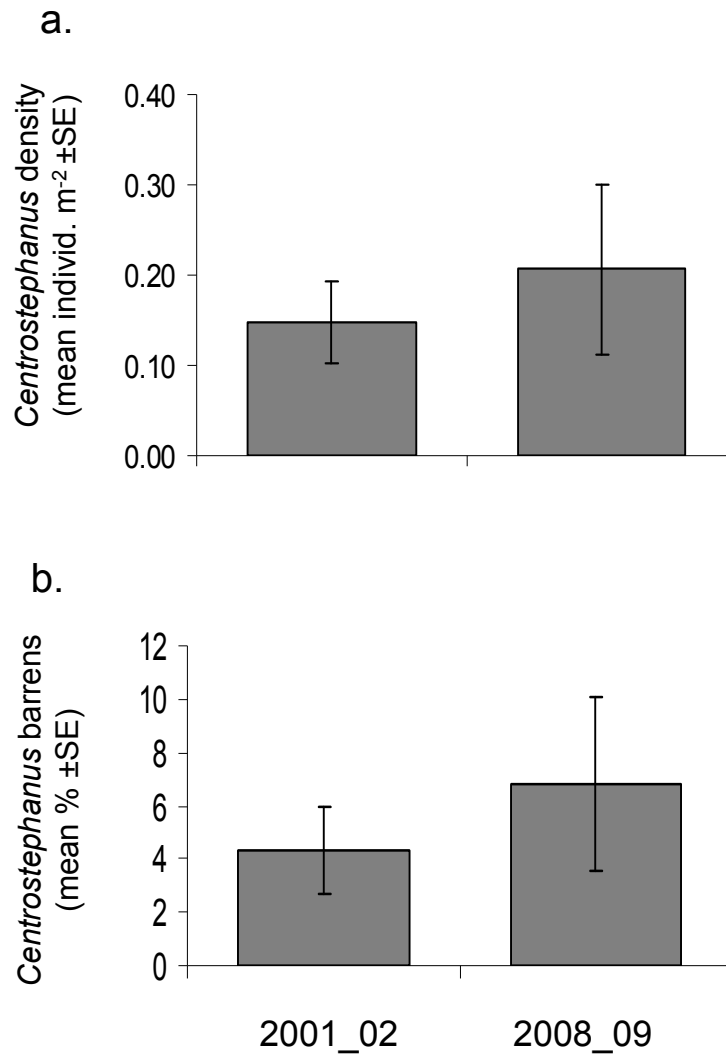 a.
Centrostephanus density
(mean individ. m⁻² ±SE)
0.40
0.30
0.20
0.10
0.00
b.
Centrostephanus barrens
(mean % ±SE)
12
10
8
6
4
2
0
2001_02 2008_09